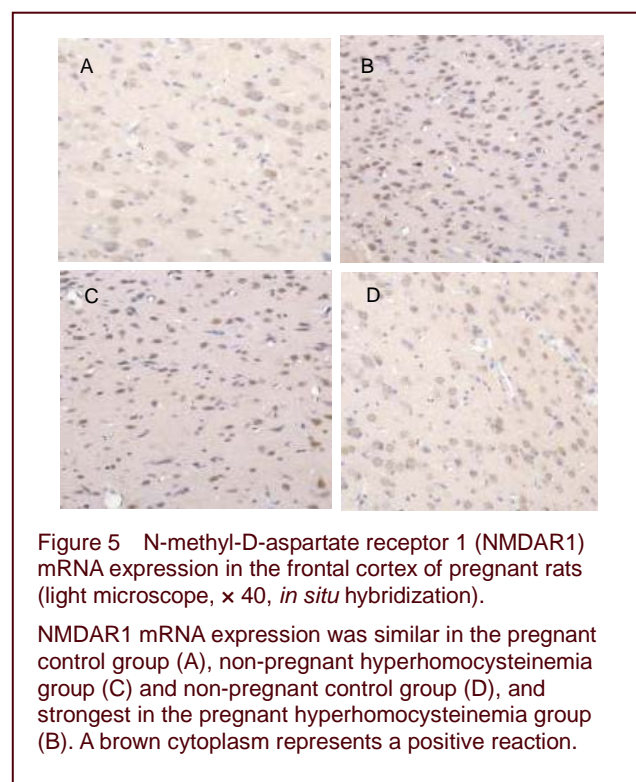 A
B
C
D
Figure 5 N-methyl-D-aspartate receptor 1 (NMDAR1)
mRNA expression in the frontal cortex of pregnant rats
(light microscope, × 40, in situ hybridization).
NMDAR1 mRNA expression was similar in the pregnant
control group (A), non-pregnant hyperhomocysteinemia
group (C) and non-pregnant control group (D), and
strongest in the pregnant hyperhomocysteinemia group
(B). A brown cytoplasm represents a positive reaction.